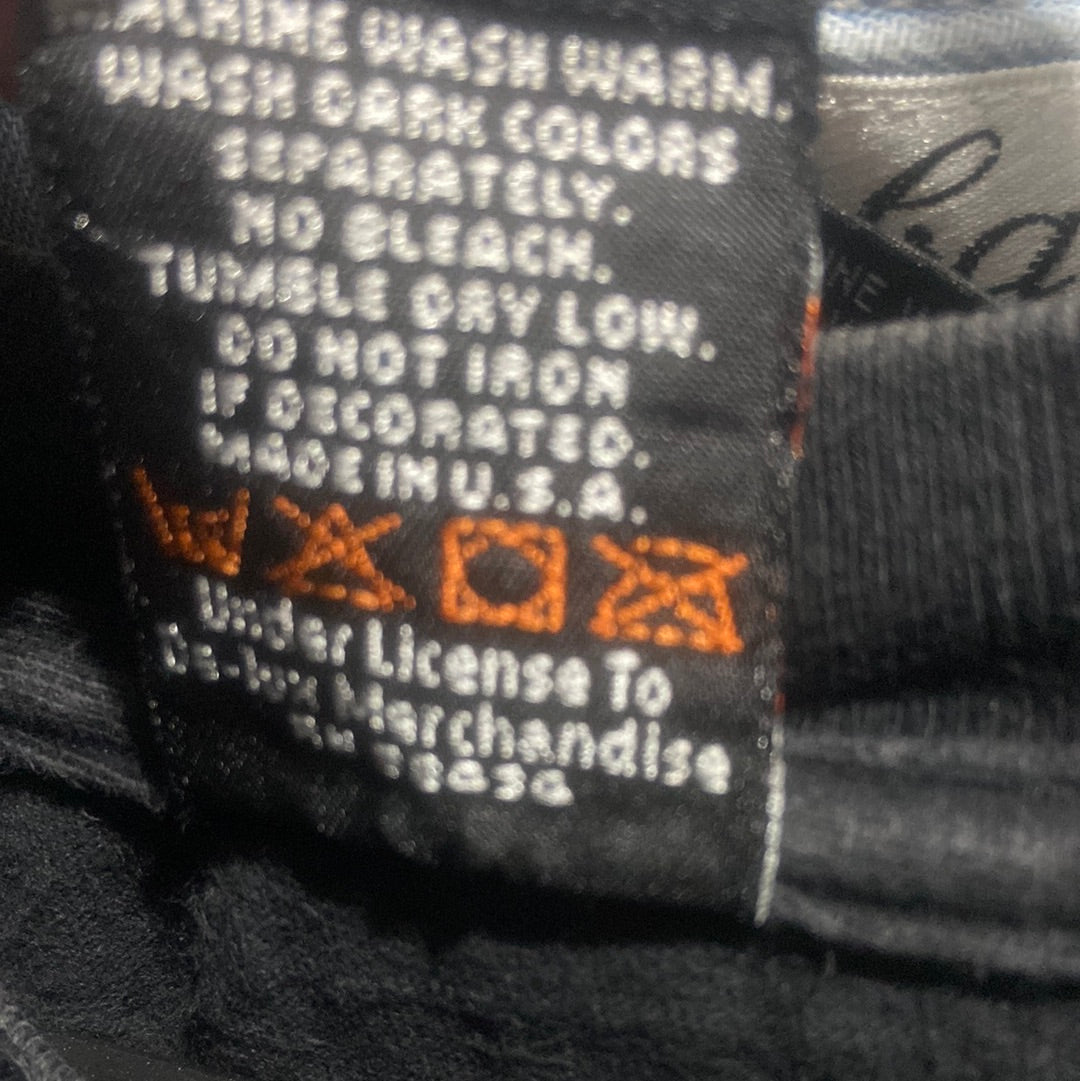 MACHINE WASH WARM.
WASH DARK COLORS
SEPARATELY.
NO BLEACH.
TUMBLE DRY LOW.
DO NOT IRON
IF DECORATED.
MADE IN U.S.A.
Under License To
Merchandise